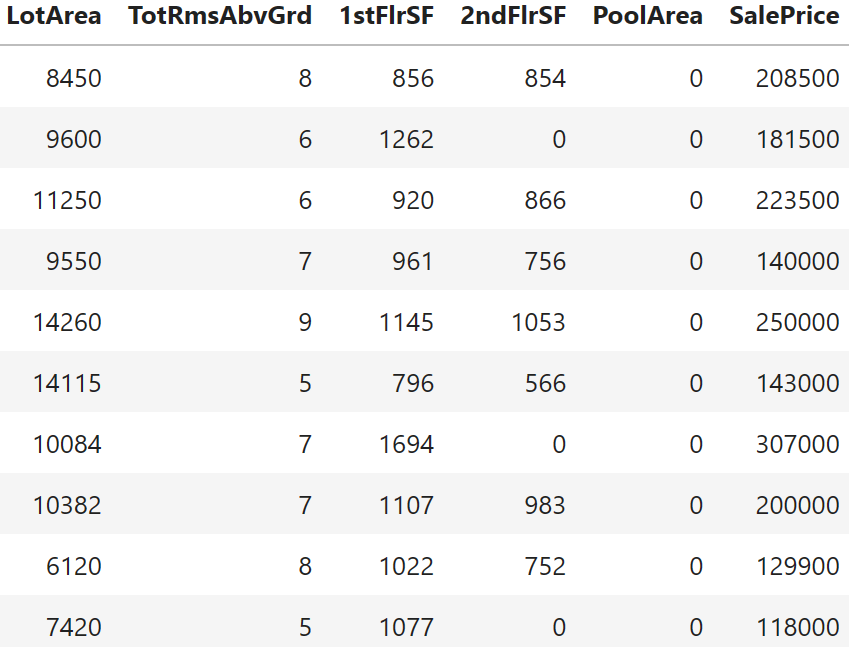 LotArea TotRmsAbvGrd 1stFlrSF 2ndFlrSF PoolArea SalePrice
8450 8 856 854 0 208500
9600 6 1262 0 0 181500
11250 6 920 866 0 223500
9550 7 961 756 0 140000
14260 9 1145 1053 0 250000
14115 5 796 566 0 143000
10084 7 1694 0 0 307000
10382 7 1107 983 0 200000
6120 8 1022 752 0 129900
7420 5 1077 0 0 118000